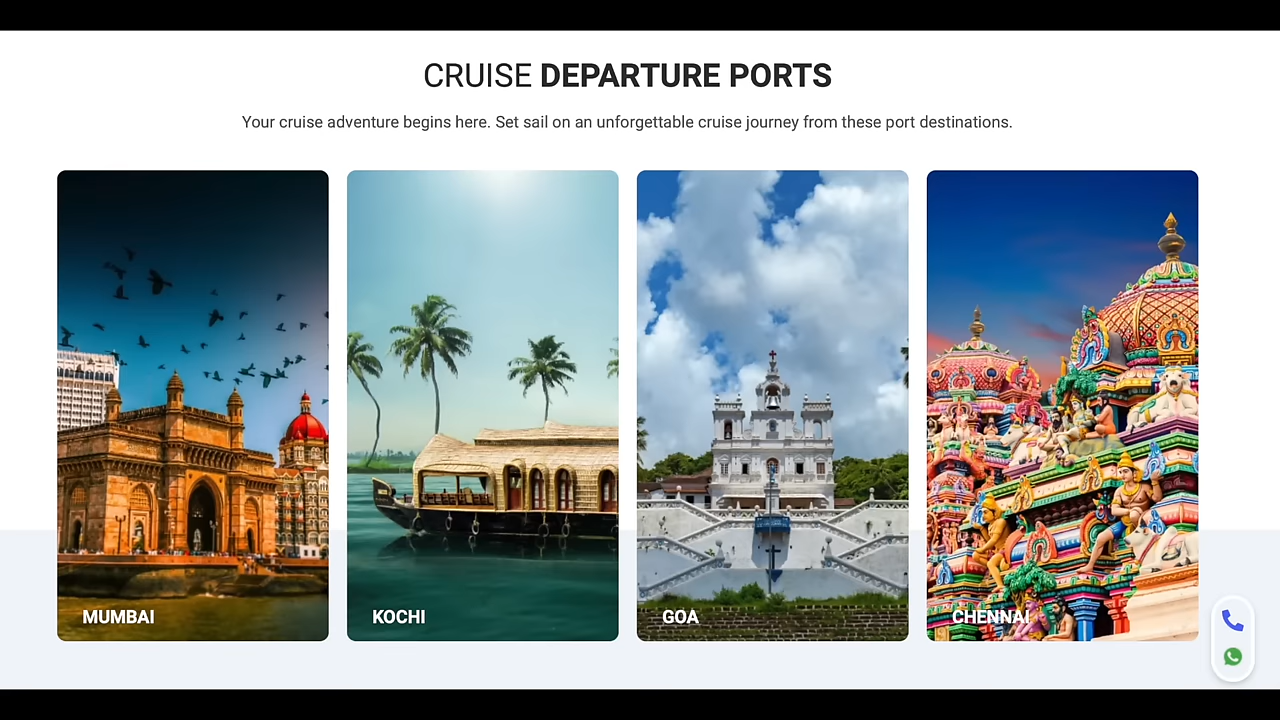 CRUISE DEPARTURE PORTS
Your cruise adventure begins here. Set sail on an unforgettable cruise journey from these port destinations.
MUMBAI
KOCHI
GOA
CHENNAI